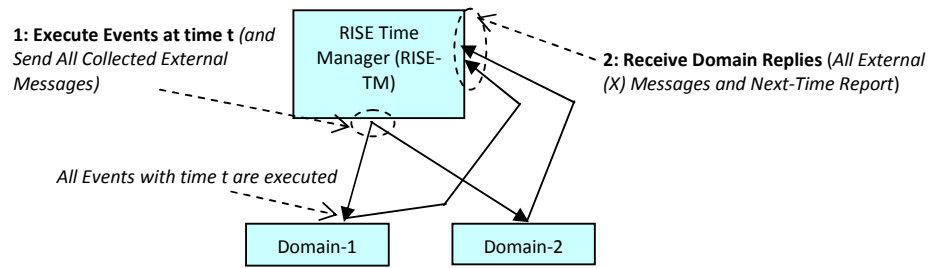 1: Execute Events at time t (and
Send All Collected External
Messages)
RISE Time
Manager (RISE-
TM)
2: Receive Domain Replies (All External
(X) Messages and Next-Time Report)
All Events with time t are executed
Domain-1
Domain-2